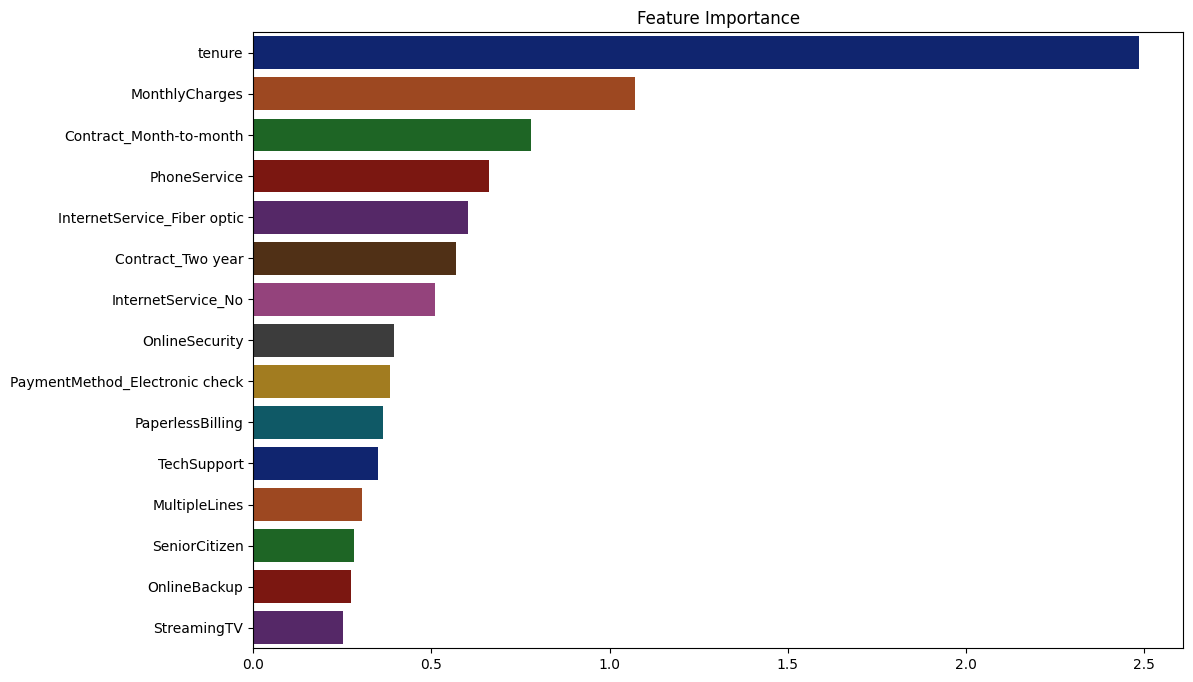 Feature Importance
tenure
MonthlyCharges
Contract_Month-to-month
PhoneService
InternetService_Fiber optic
Contract_Two year
InternetService_No
OnlineSecurity
PaymentMethod_Electronic check
PaperlessBilling
TechSupport
MultipleLines
SeniorCitizen
OnlineBackup
StreamingTV
0.0 0.5 1.0 1.5 2.0 2.5